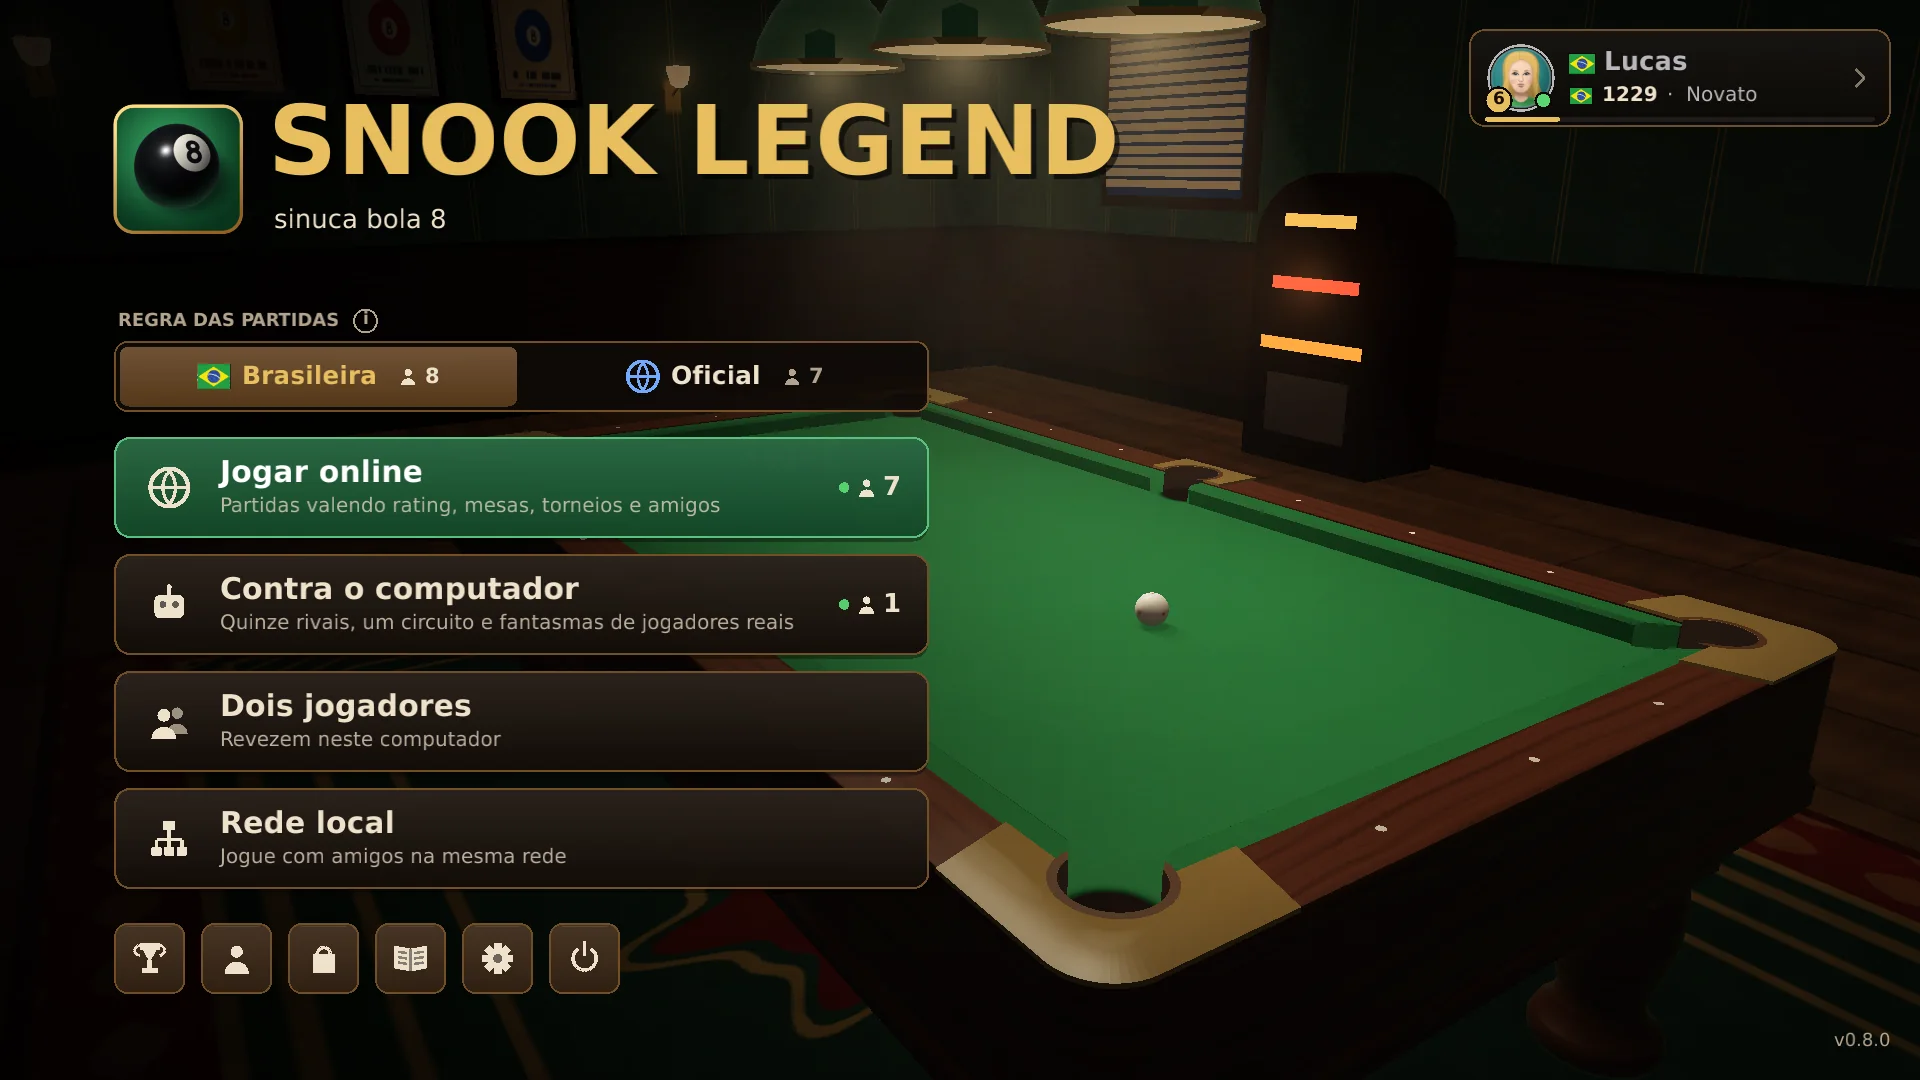 SNOOK LEGEND
sinuca bola 8
8
Lucas
6
1229 · Novato
REGRA DAS PARTIDAS i
Brasileira 8
Oficial 7
Jogar online
Partidas valendo rating, mesas, torneios e amigos
7
Contra o computador
Quinze rivais, um circuito e fantasmas de jogadores reais
1
Dois jogadores
Revezem neste computador
Rede local
Jogue com amigos na mesma rede
v0.8.0